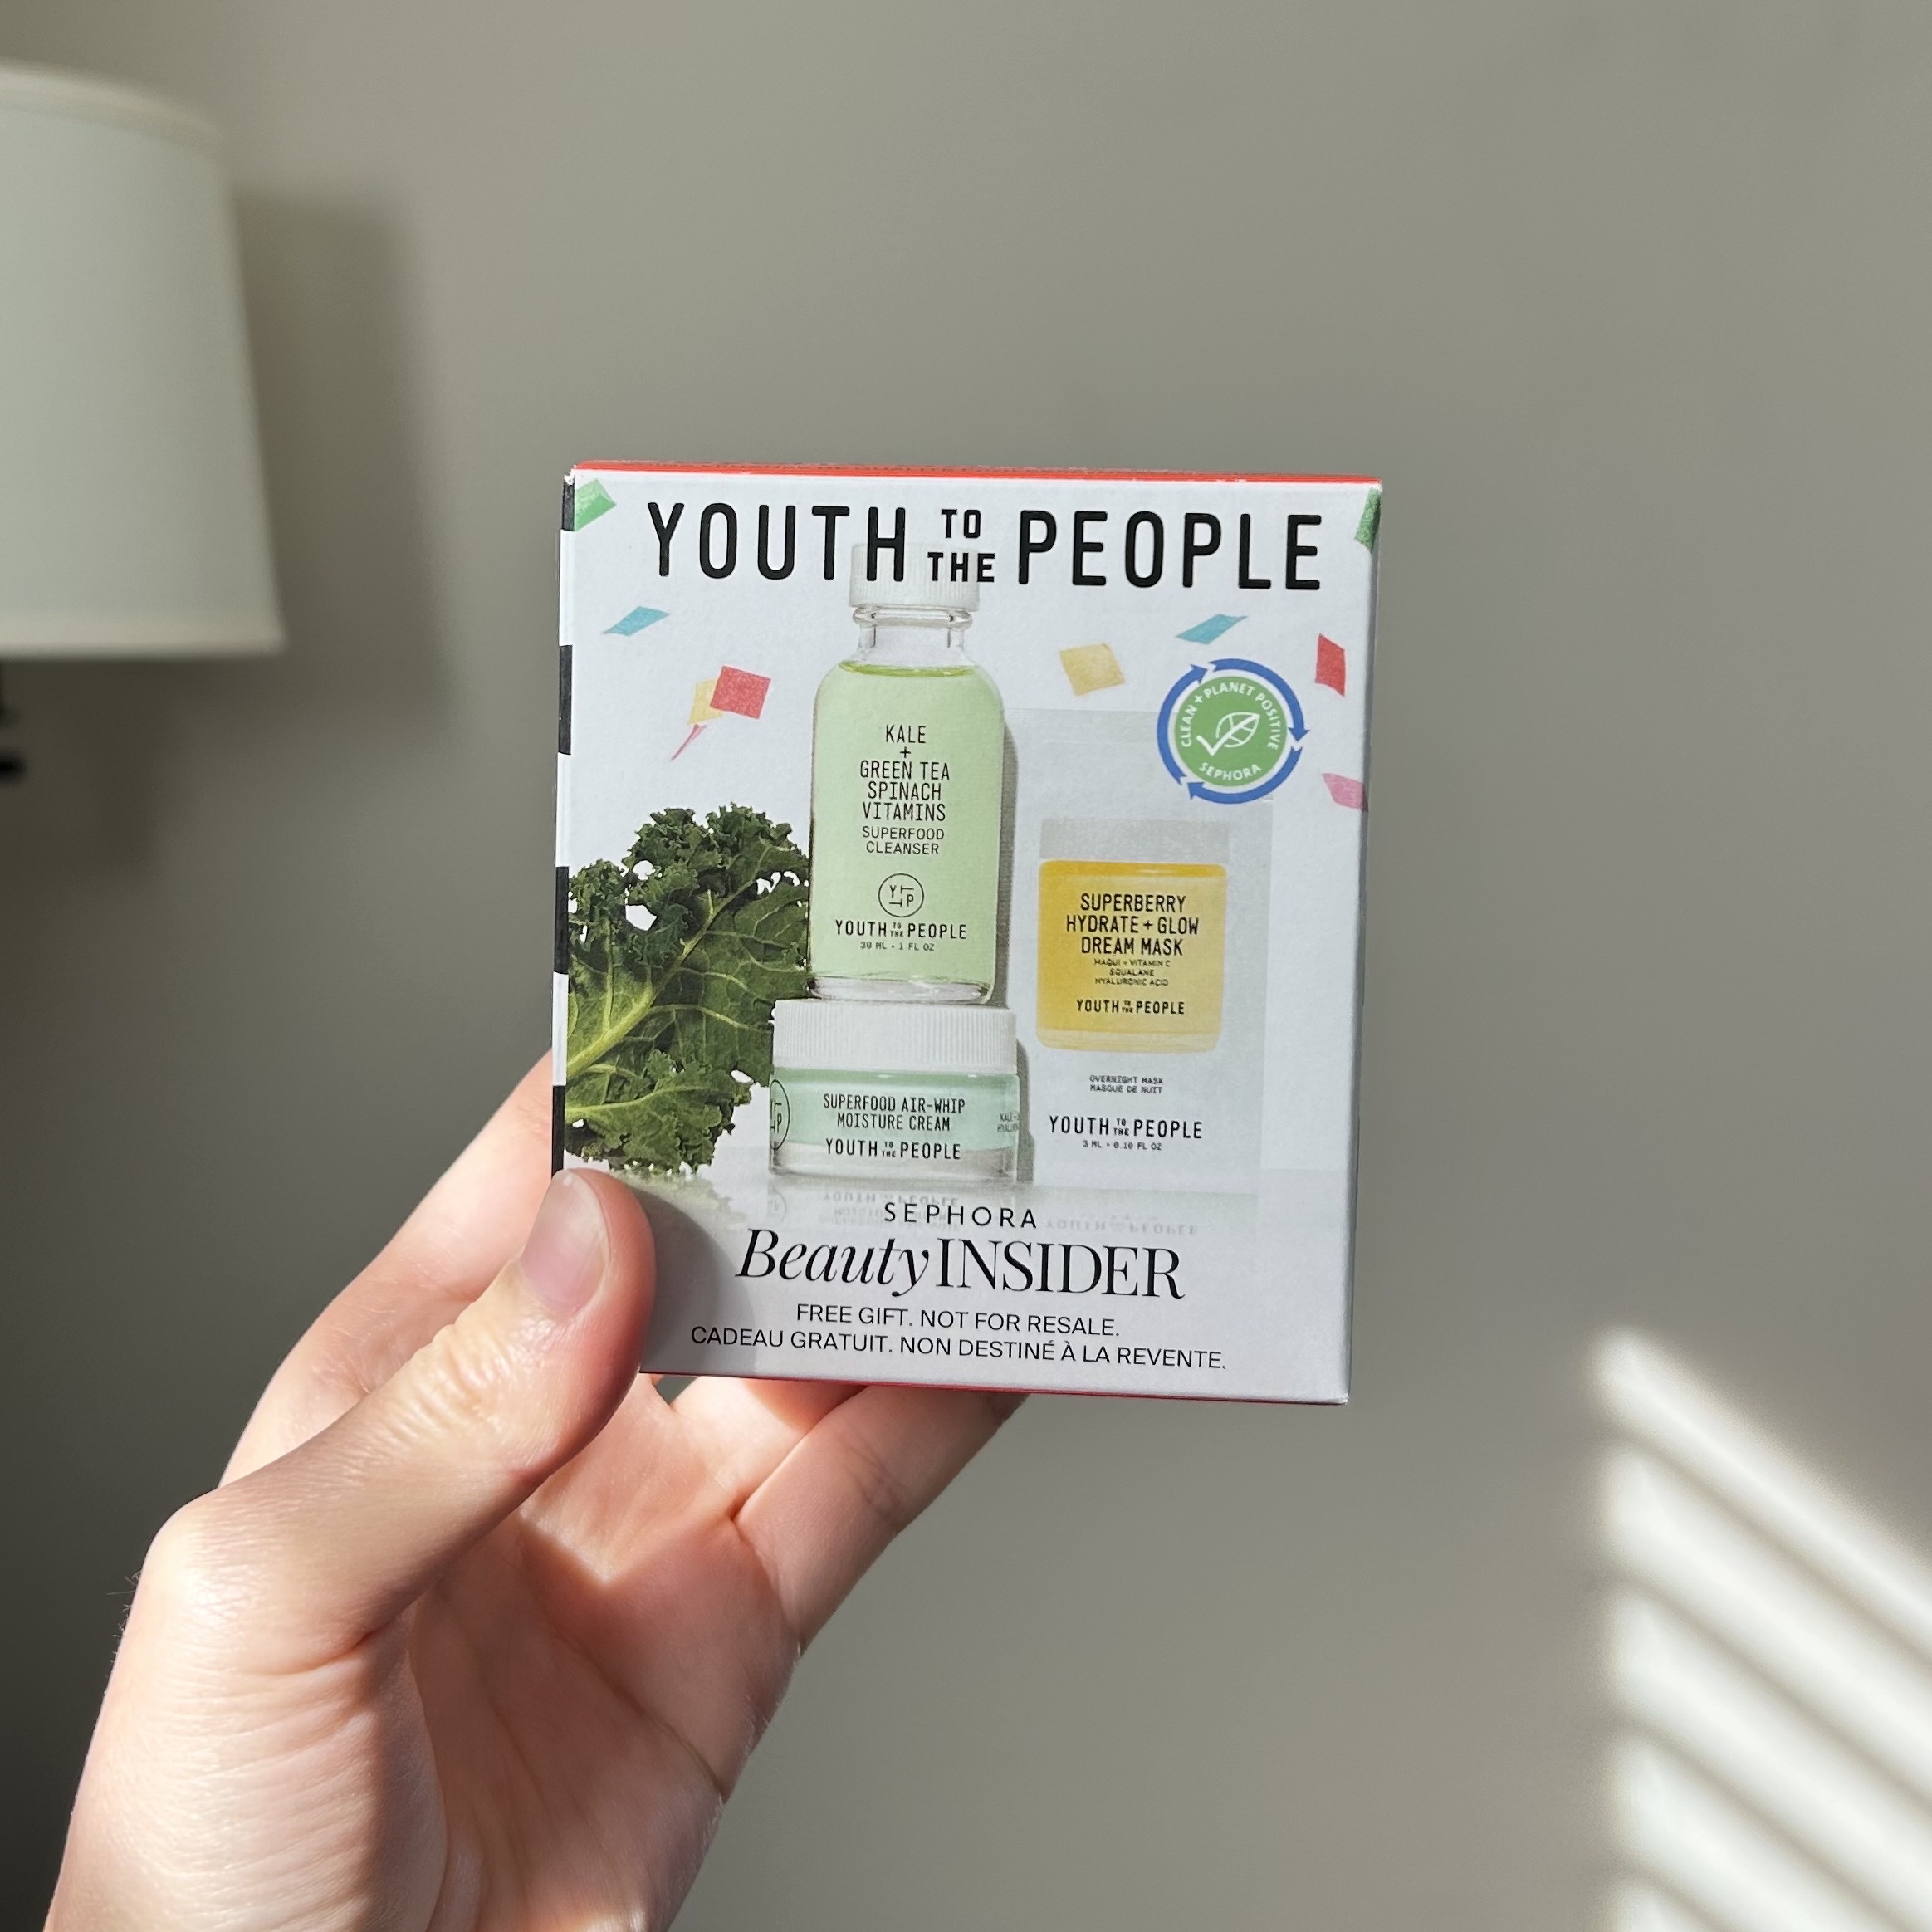 YOUTH TO THE PEOPLE
CLEAN + PLANET POSITIVE
SEPHORA
KALE
+
GREEN TEA
SPINACH
VITAMINS
SUPERFOOD
CLEANSER
YTTP
YOUTH TO THE PEOPLE
30 ML • 1 FL OZ
SUPERBERRY
HYDRATE + GLOW
DREAM MASK
MAQUI + VITAMIN C
SQUALANE
HYALURONIC ACID
YOUTH TO THE PEOPLE
OVERNIGHT MASK
MASQUE DE NUIT
YOUTH TO THE PEOPLE
3 ML • 0.10 FL OZ
SUPERFOOD AIR-WHIP
MOISTURE CREAM
YOUTH TO THE PEOPLE
SEPHORA
Beauty INSIDER
FREE GIFT. NOT FOR RESALE.
CADEAU GRATUIT. NON DESTINÉ À LA REVENTE.